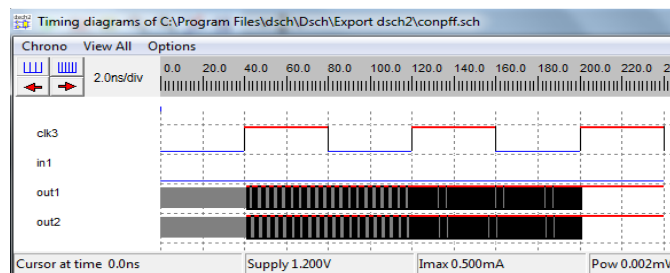 dsch2
Timing diagrams of C:\Program Files\dsch\Dsch\Export dsch2\conpff.sch
Chrono View All Options
2.0ns/div
0.0 20.0 40.0 60.0 80.0 100.0 120.0 140.0 160.0 180.0 200.0 220.0 2
clk3
in1
out1
out2
Cursor at time 0.0ns Supply 1.200V Imax 0.500mA Pow 0.002mV